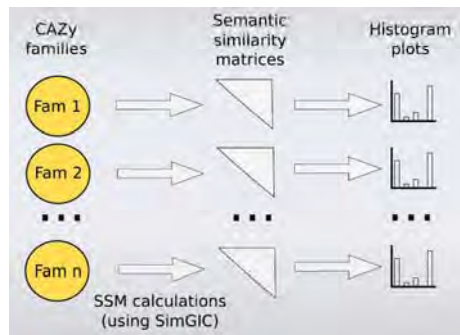 CAZy
families
Semantic
similarity
matrices
Histogram
plots
Fam 1
Fam 2
...
...
...
Fam n
SSM calculations
(using SimGIC)